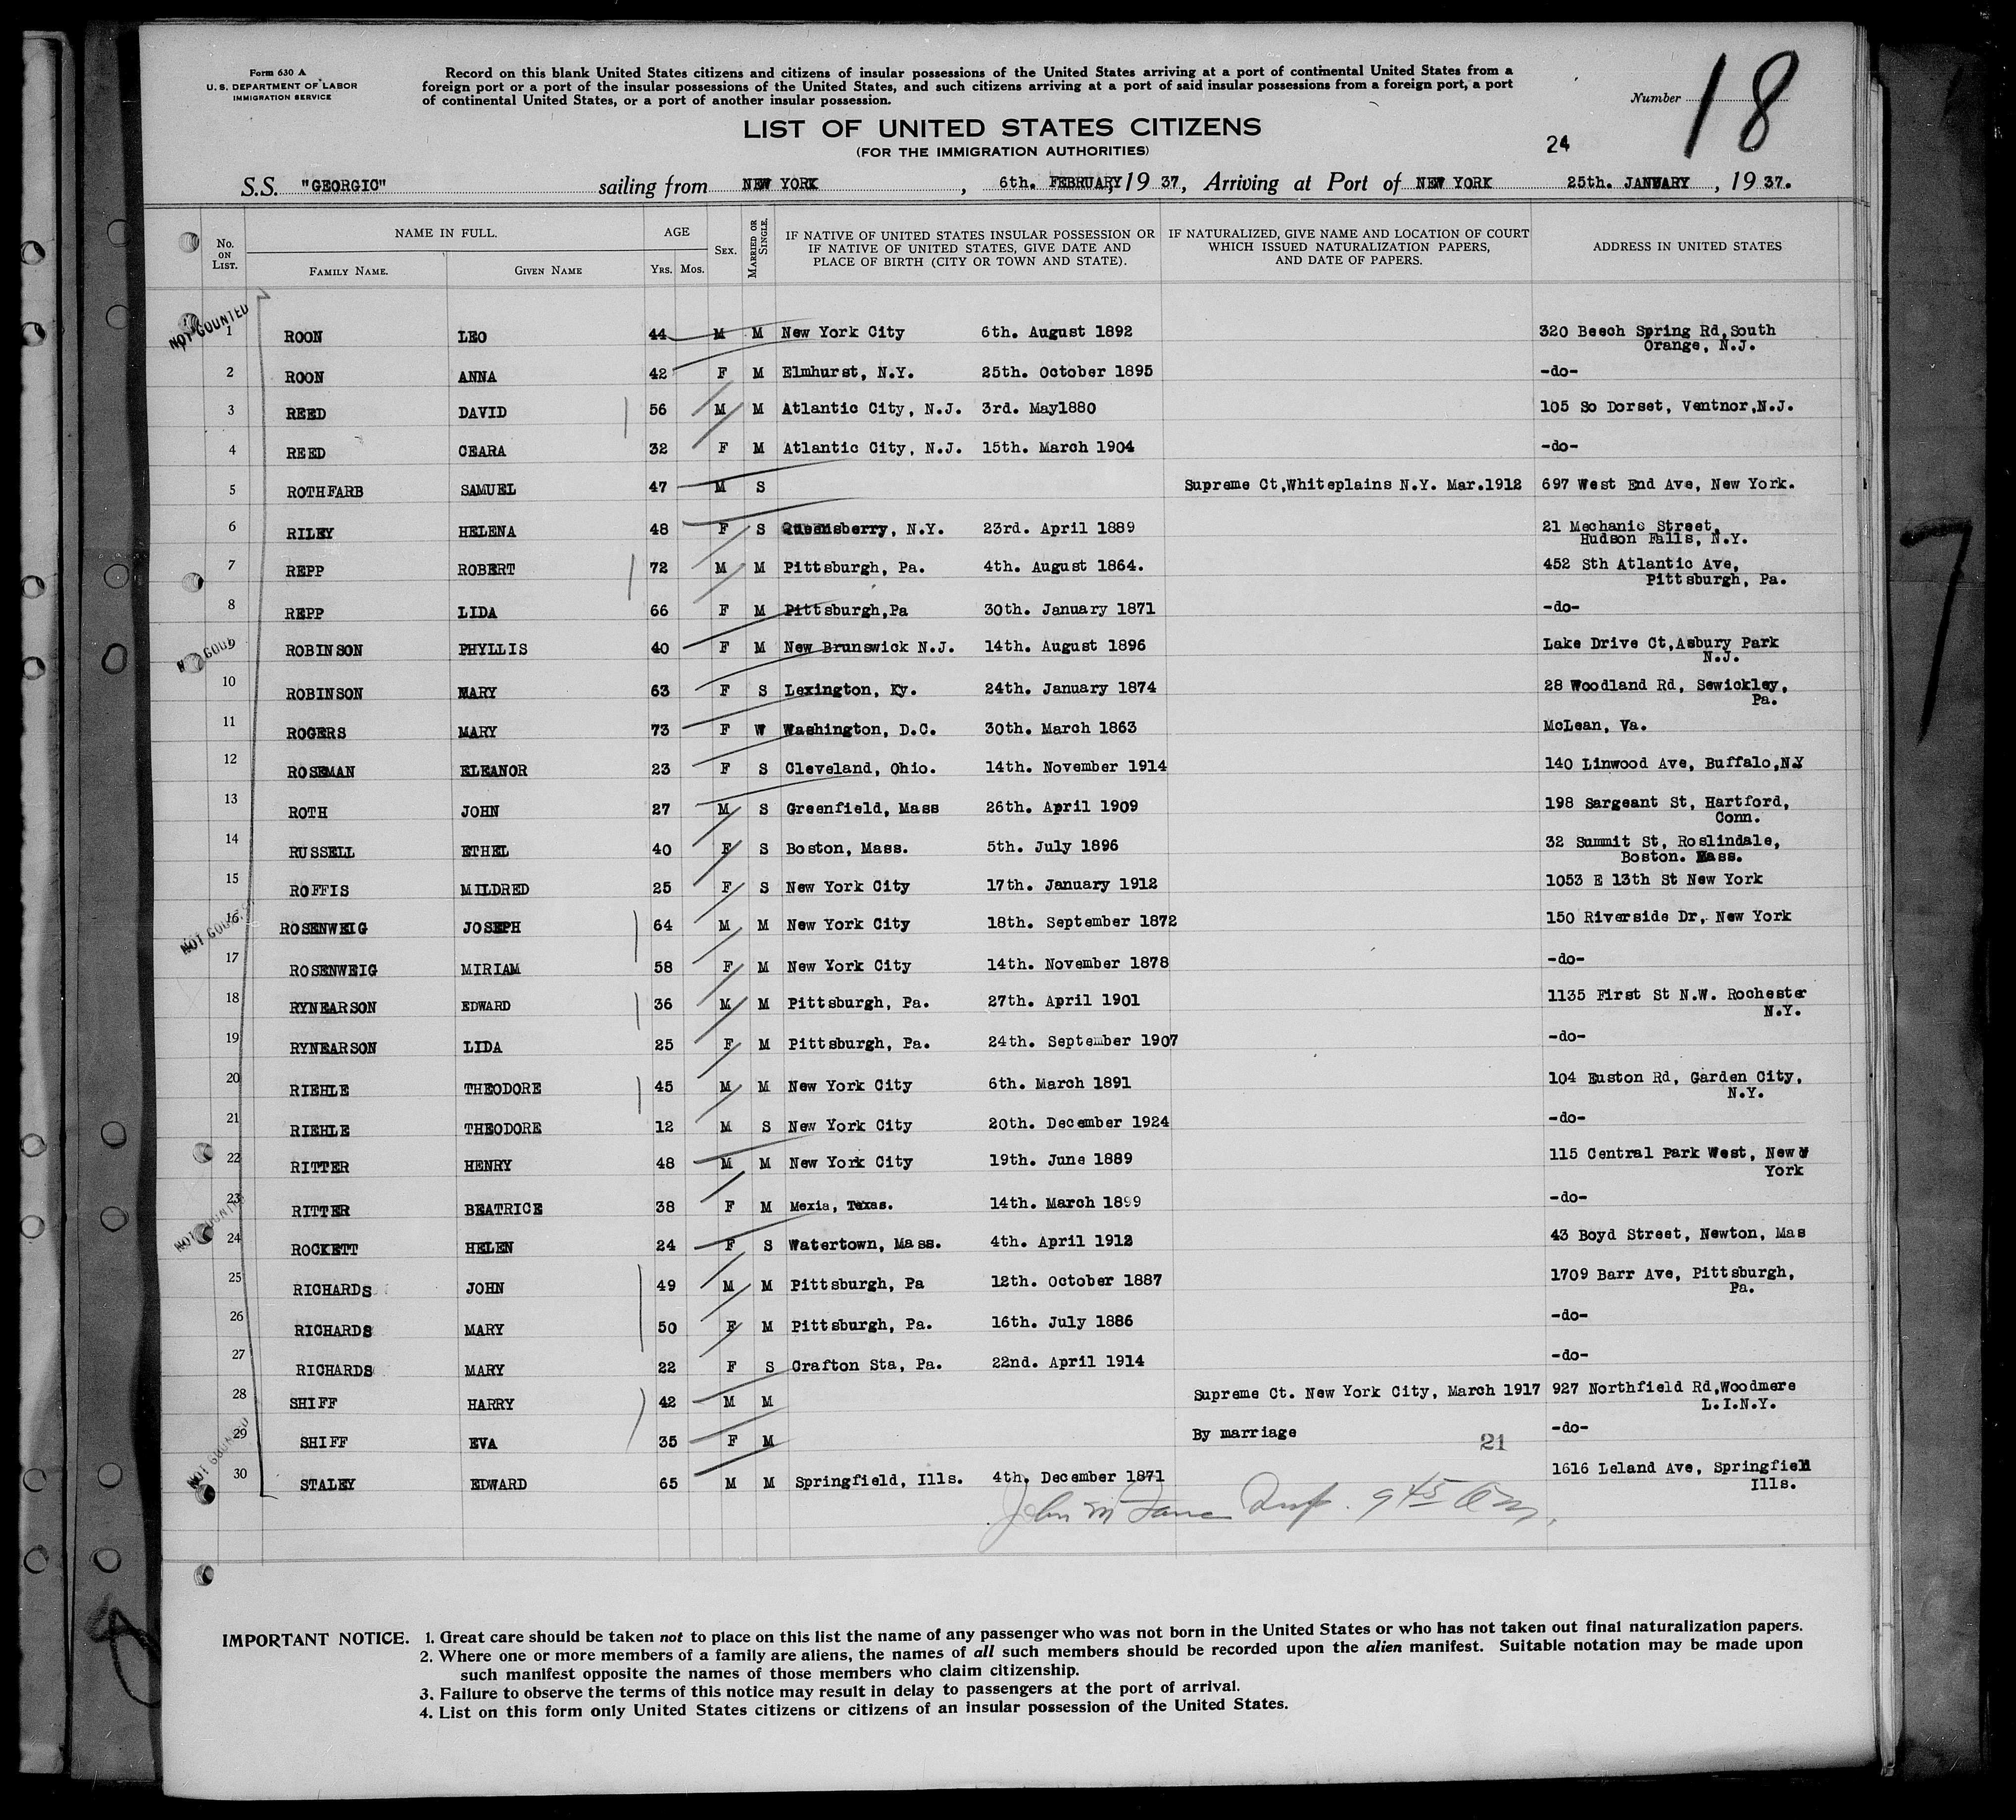 Form 630 A
U. S. DEPARTMENT OF LABOR
IMMIGRATION SERVICE
Record on this blank United States citizens and citizens of insular possessions of the United States arriving at a port of continental United States from a
foreign port or a port of the insular possessions of the United States, and such citizens arriving at a port of said insular possessions from a foreign port, a port
of continental United States, or a port of another insular possession.
Number 18
LIST OF UNITED STATES CITIZENS
(FOR THE IMMIGRATION AUTHORITIES)
24
S.S. "GEORGIC" sailing from NEW YORK, 6th. FEBRUARY, 19 37, Arriving at Port of NEW YORK 25th. JANUARY, 19 37.
No. ON LIST. NAME IN FULL. FAMILY NAME. GIVEN NAME AGE YRS. MOS. SEX. MARRIED OR SINGLE. IF NATIVE OF UNITED STATES INSULAR POSSESSION OR IF NATIVE OF UNITED STATES, GIVE DATE AND PLACE OF BIRTH (CITY OR TOWN AND STATE). IF NATURALIZED, GIVE NAME AND LOCATION OF COURT WHICH ISSUED NATURALIZATION PAPERS, AND DATE OF PAPERS. ADDRESS IN UNITED STATES
NOT COUNTED
1 ROON LEO 44 M M New York City 6th. August 1892 320 Beech Spring Rd, South
Orange, N.J.
2 ROON ANNA 42 F M Elmhurst, N.Y. 25th. October 1895 -do-
3 REED DAVID 56 M M Atlantic City, N.J. 3rd. May1880 105 So Dorset, Ventnor,N.J.
4 REED CEARA 32 F M Atlantic City, N.J. 15th. March 1904 -do-
5 ROTHFARB SAMUEL 47 M S Supreme Ct,Whiteplains N.Y. Mar.1912 697 West End Ave, New York.
6 RILEY HELENA 48 F S Queensberry, N.Y. 23rd. April 1889 21 Mechanic Street,
Hudson Falls, N.Y.
7 REPP ROBERT 72 M M Pittsburgh, Pa. 4th. August 1864. 452 Sth Atlantic Ave,
Pittsburgh, Pa.
8 REPP LIDA 66 F M Pittsburgh,Pa 30th. January 1871 -do-
9 ROBINSON PHYLLIS 40 F M New Brunswick N.J. 14th. August 1896 Lake Drive Ct,Asbury Park
N.J.
10 ROBINSON MARY 63 F S Lexington, Ky. 24th. January 1874 28 Woodland Rd, Sewickley,
Pa.
11 ROGERS MARY 73 F W Washington, D.C. 30th. March 1863 McLean, Va.
12 ROSEMAN ELEANOR 23 F S Cleveland, Ohio. 14th. November 1914 140 Linwood Ave, Buffalo,N.Y
13 ROTH JOHN 27 M S Greenfield, Mass 26th. April 1909 198 Sargeant St, Hartford,
Conn.
14 RUSSELL ETHEL 40 F S Boston, Mass. 5th. July 1896 32 Summit St, Roslindale,
Boston. Mass.
15 ROFFIS MILDRED 25 F S New York City 17th. January 1912 1053 E 13th St New York
NOT COUNTED
16 ROSENWEIG JOSEPH 64 M M New York City 18th. September 1872 150 Riverside Dr, New York
17 ROSENWEIG MIRIAM 58 F M New York City 14th. November 1878 -do-
18 RYNEARSON EDWARD 36 M M Pittsburgh, Pa. 27th. April 1901 1135 First St N.W. Rochester
N.Y.
19 RYNEARSON LIDA 25 F M Pittsburgh, Pa. 24th. September 1907 -do-
20 RIEHLE THEODORE 45 M M New York City 6th. March 1891 104 Euston Rd, Garden City,
N.Y.
21 RIEHLE THEODORE 12 M S New York City 20th. December 1924 -do-
22 RITTER HENRY 48 M M New York City 19th. June 1889 115 Central Park West, New
York
23 RITTER BEATRICE 38 F M Mexia, Texas. 14th. March 1899 -do-
NOT COUNTED
24 ROCKETT HELEN 24 F S Watertown, Mass. 4th. April 1912 43 Boyd Street, Newton, Mas
25 RICHARDS JOHN 49 M M Pittsburgh, Pa 12th. October 1887 1709 Barr Ave, Pittsburgh,
Pa.
26 RICHARDS MARY 50 F M Pittsburgh, Pa. 16th. July 1886 -do-
27 RICHARDS MARY 22 F S Crafton Sta, Pa. 22nd. April 1914 -do-
28 SHIFF HARRY 42 M M Supreme Ct. New York City, March 1917 927 Northfield Rd,Woodmere
L.I.N.Y.
29 SHIFF EVA 35 F M By marriage 21 -do-
NOT COUNTED
30 STALEY EDWARD 65 M M Springfield, Ills. 4th. December 1871 1616 Leland Ave, Springfiell
Ills.
John M
IMPORTANT NOTICE. 1. Great care should be taken not to place on this list the name of any passenger who was not born in the United States or who has not taken out final naturalization papers.
2. Where one or more members of a family are aliens, the names of all such members should be recorded upon the alien manifest. Suitable notation may be made upon
such manifest opposite the names of those members who claim citizenship.
3. Failure to observe the terms of this notice may result in delay to passengers at the port of arrival.
4. List on this form only United States citizens or citizens of an insular possession of the United States.
7